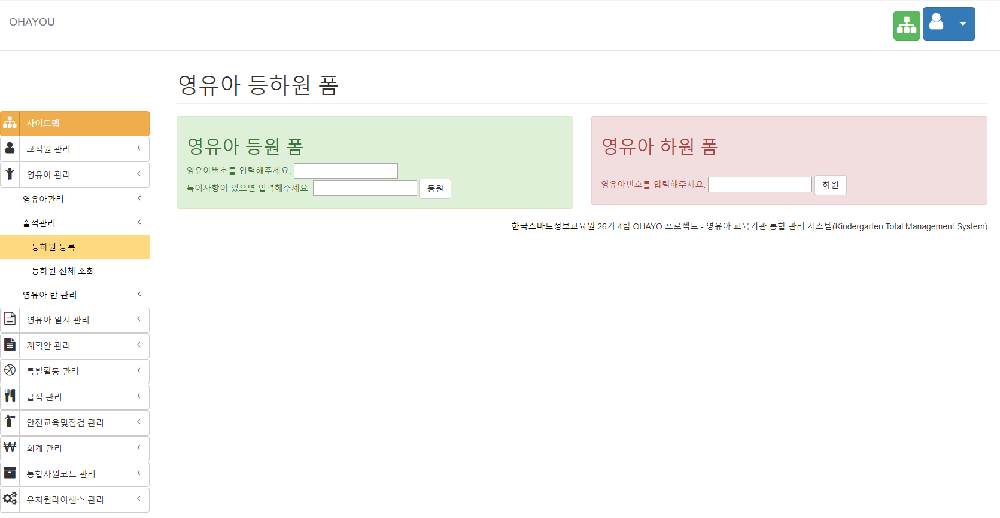 OHAYOU
영유아 등하원 폼
사이트맵
교직원 관리
영유아 관리
영유아관리
출석관리
등하원 등록
등하원 전체 조회
영유아 반 관리
영유아 일지 관리
계획안 관리
특별활동 관리
급식 관리
안전교육및점검 관리
회계 관리
통합자원코드 관리
유치원라이센스 관리
영유아 등원 폼
영유아번호를 입력해주세요.
특이사항이 있으면 입력해주세요. 등원
영유아 하원 폼
영유아번호를 입력해주세요. 하원
한국스마트정보교육원 26기 4팀 OHAYO 프로젝트 - 영유아 교육기관 통합 관리 시스템(Kindergarten Total Management System)